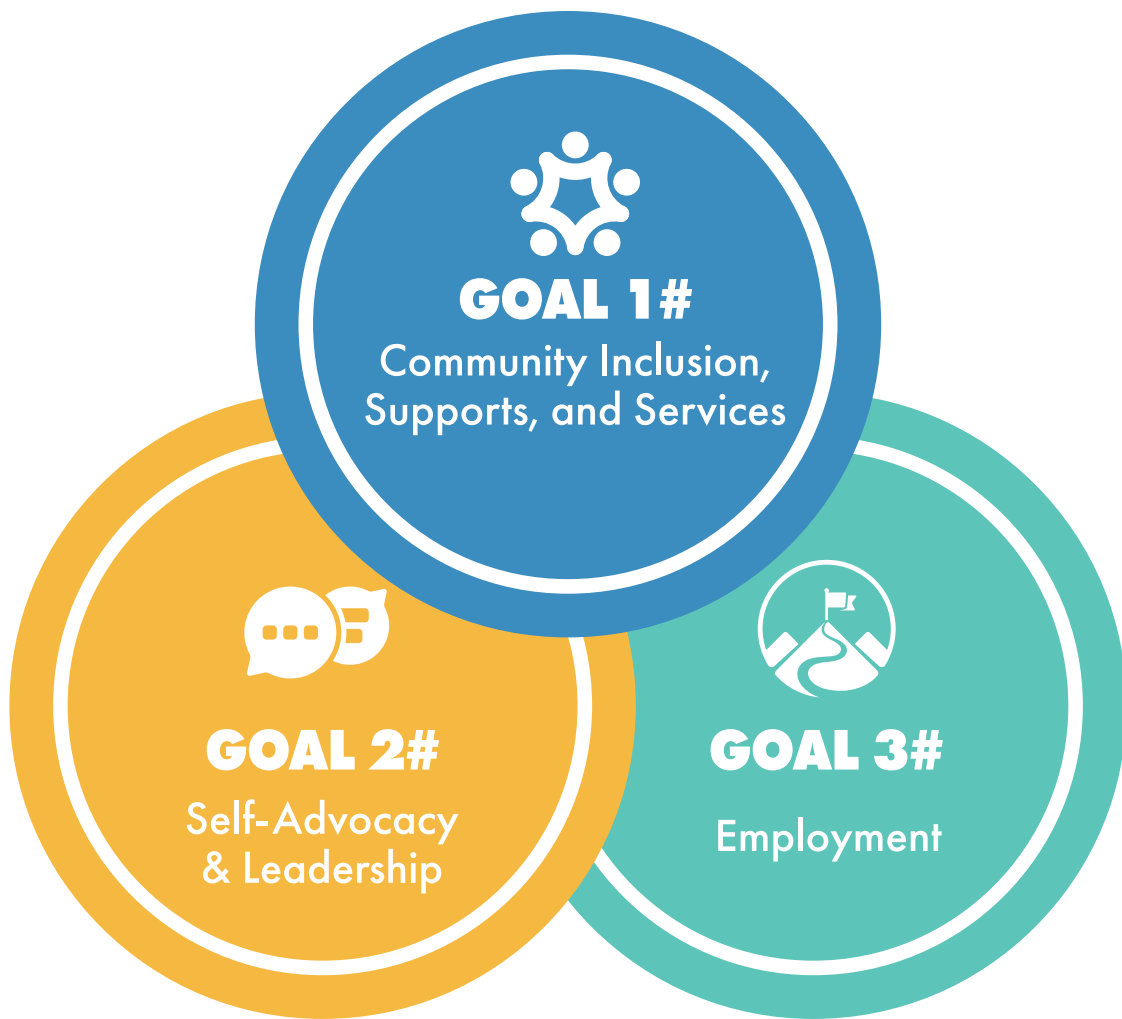 GOAL 1#
Community Inclusion,
Supports, and Services
GOAL 2#
Self-Advocacy
& Leadership
GOAL 3#
Employment